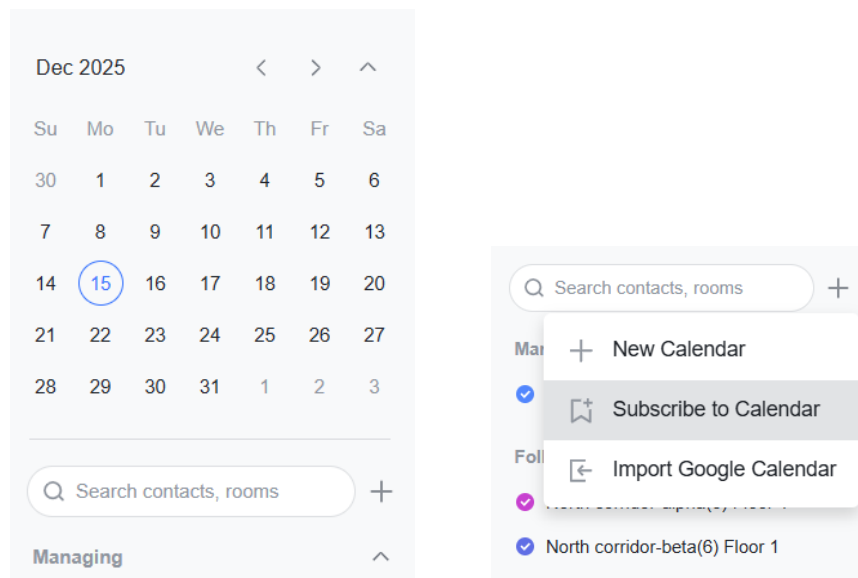 Dec 2025
Su Mo Tu We Th Fr Sa
30 1 2 3 4 5 6
7 8 9 10 11 12 13
14 15 16 17 18 19 20
21 22 23 24 25 26 27
28 29 30 31 1 2 3
Search contacts, rooms
Managing
Search contacts, rooms
New Calendar
Subscribe to Calendar
Import Google Calendar
North corridor-beta(6) Floor 1